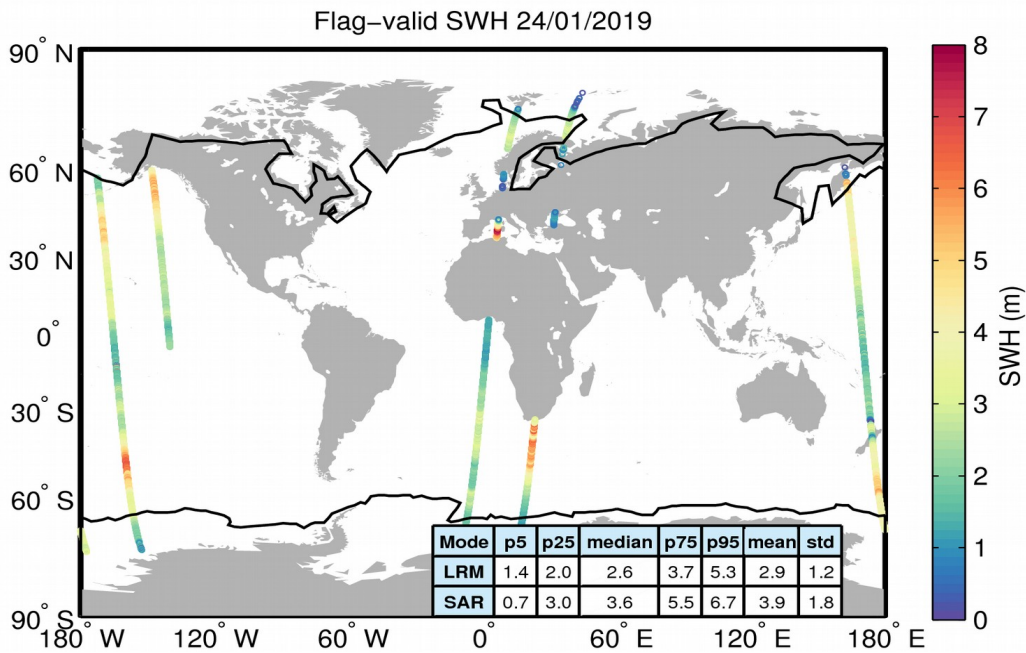 Flag−valid SWH 24/01/2019
90° N
60° N
30° N
0°
30° S
60° S
90° S
180° W
120° W
60° W
0°
60° E
120° E
180° E
8
7
6
5
4
3
2
1
0
SWH (m)
Mode p5 p25 median p75 p95 mean std
LRM 1.4 2.0 2.6 3.7 5.3 2.9 1.2
SAR 0.7 3.0 3.6 5.5 6.7 3.9 1.8